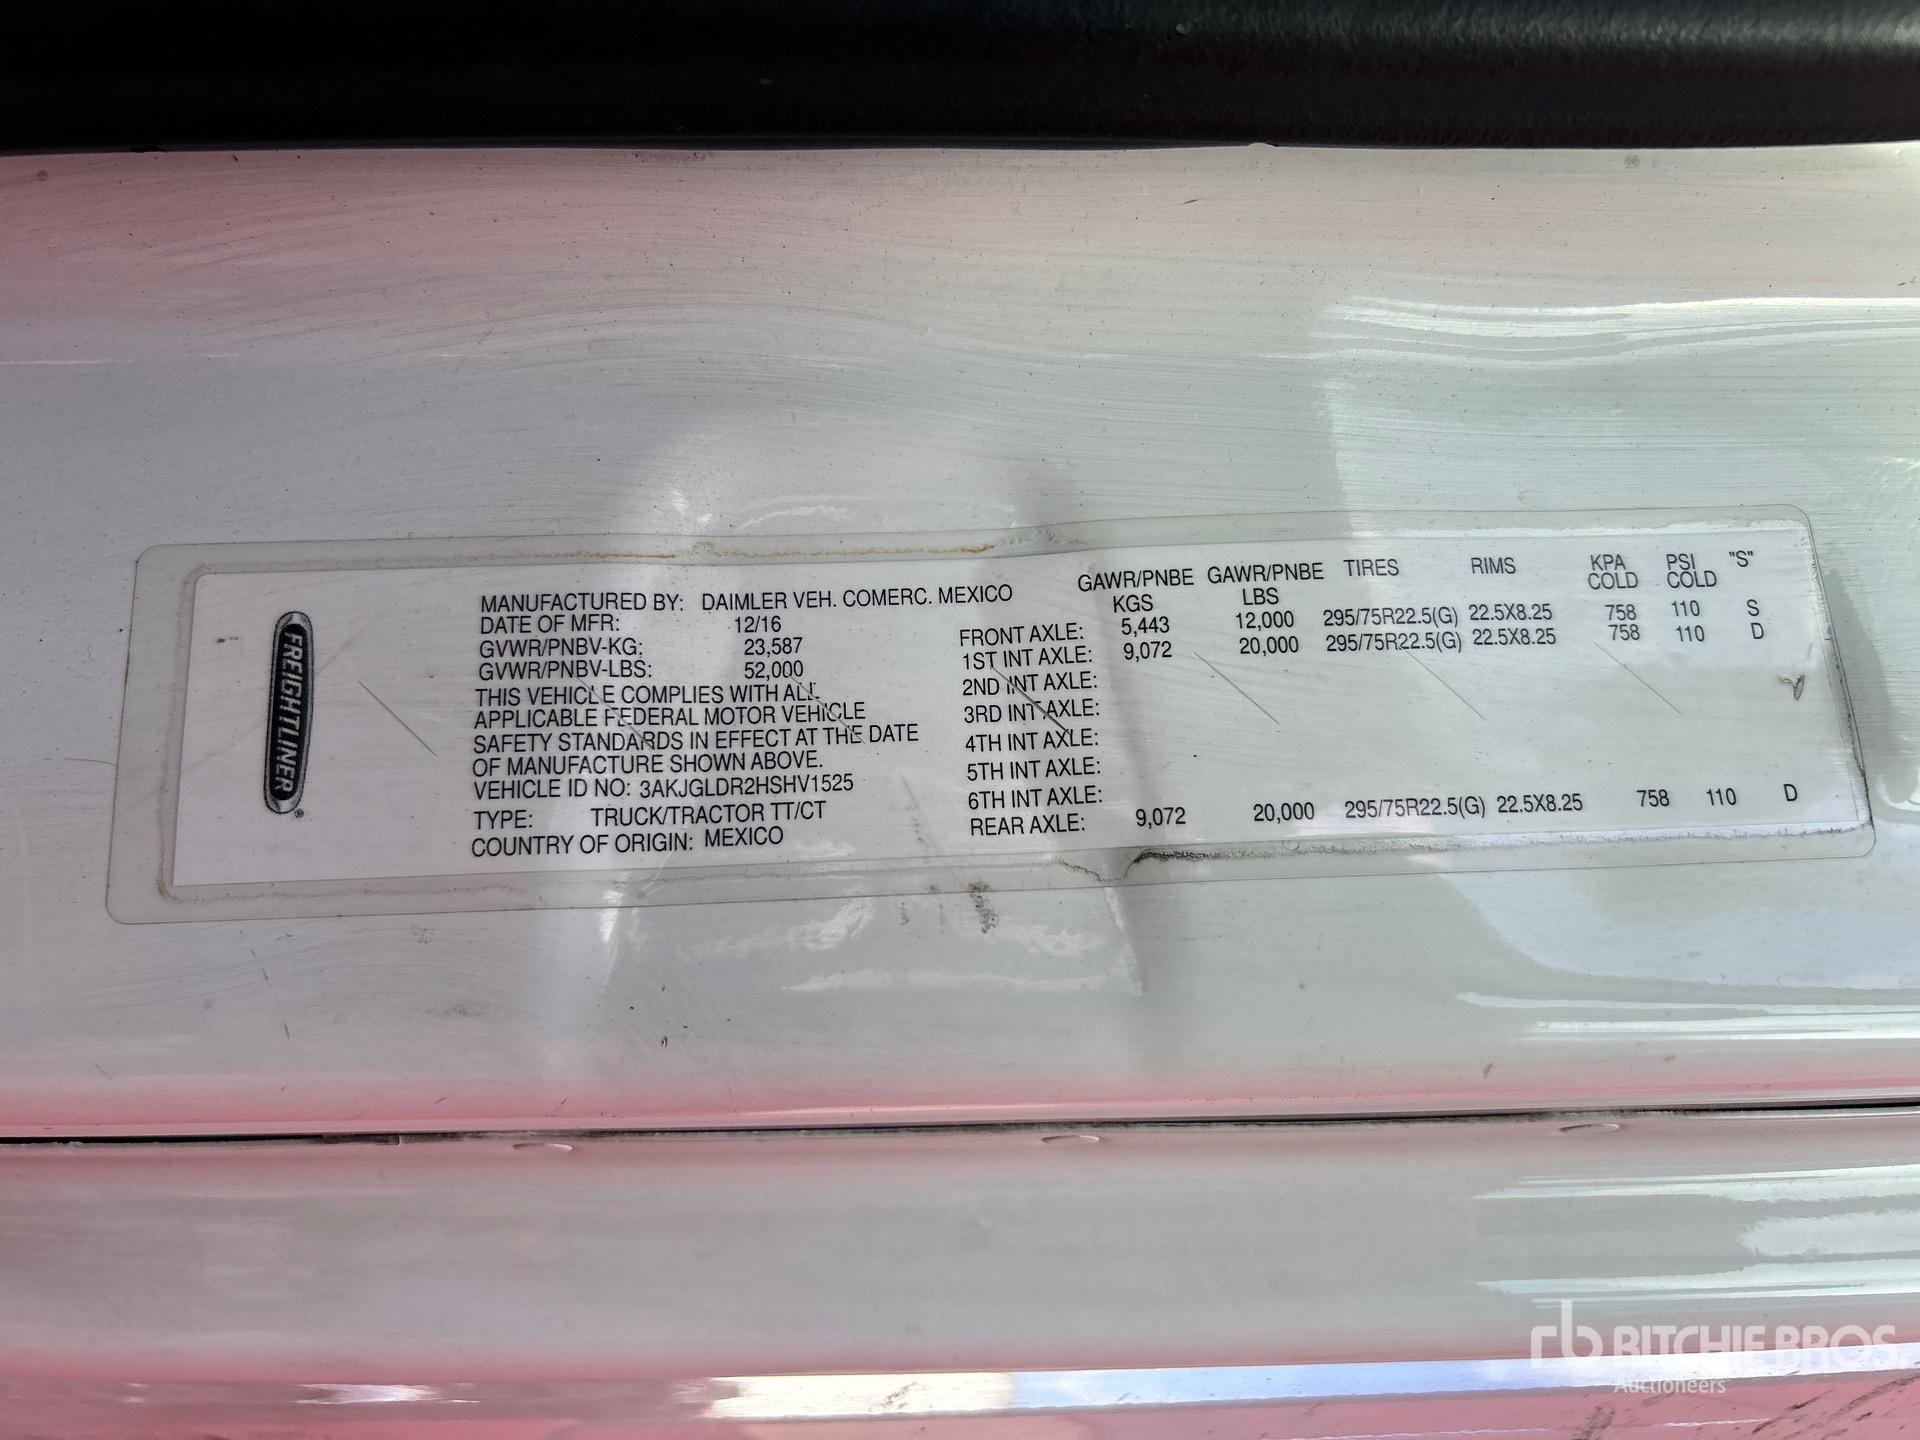 FREIGHTLINER®
MANUFACTURED BY: DAIMLER VEH. COMERC. MEXICO
DATE OF MFR: 12/16
GVWR/PNBV-KG: 23,587
GVWR/PNBV-LBS: 52,000
THIS VEHICLE COMPLIES WITH ALL
APPLICABLE FEDERAL MOTOR VEHICLE
SAFETY STANDARDS IN EFFECT AT THE DATE
OF MANUFACTURE SHOWN ABOVE.
VEHICLE ID NO: 3AKJGLDR2HSHV1525
TYPE: TRUCK/TRACTOR TT/CT
COUNTRY OF ORIGIN: MEXICO
GAWR/PNBE GAWR/PNBE TIRES RIMS KPA PSI "S"
KGS LBS COLD COLD
FRONT AXLE: 5,443 12,000 295/75R22.5(G) 22.5X8.25 758 110 S
1ST INT AXLE: 9,072 20,000 295/75R22.5(G) 22.5X8.25 758 110 D
2ND INT AXLE:
3RD INT AXLE:
4TH INT AXLE:
5TH INT AXLE:
6TH INT AXLE:
REAR AXLE: 9,072 20,000 295/75R22.5(G) 22.5X8.25 758 110 D
rb RITCHIE BROS
Auctioneers